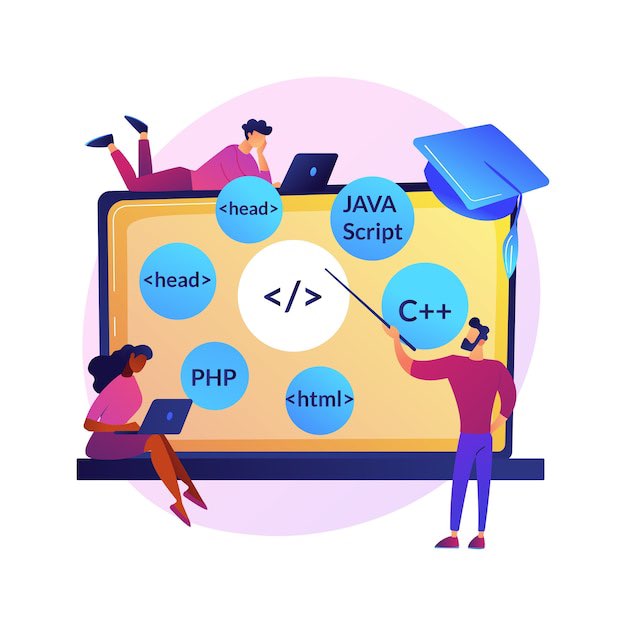 <head>
JAVA
Script
<head>
</>
C++
PHP
<html>